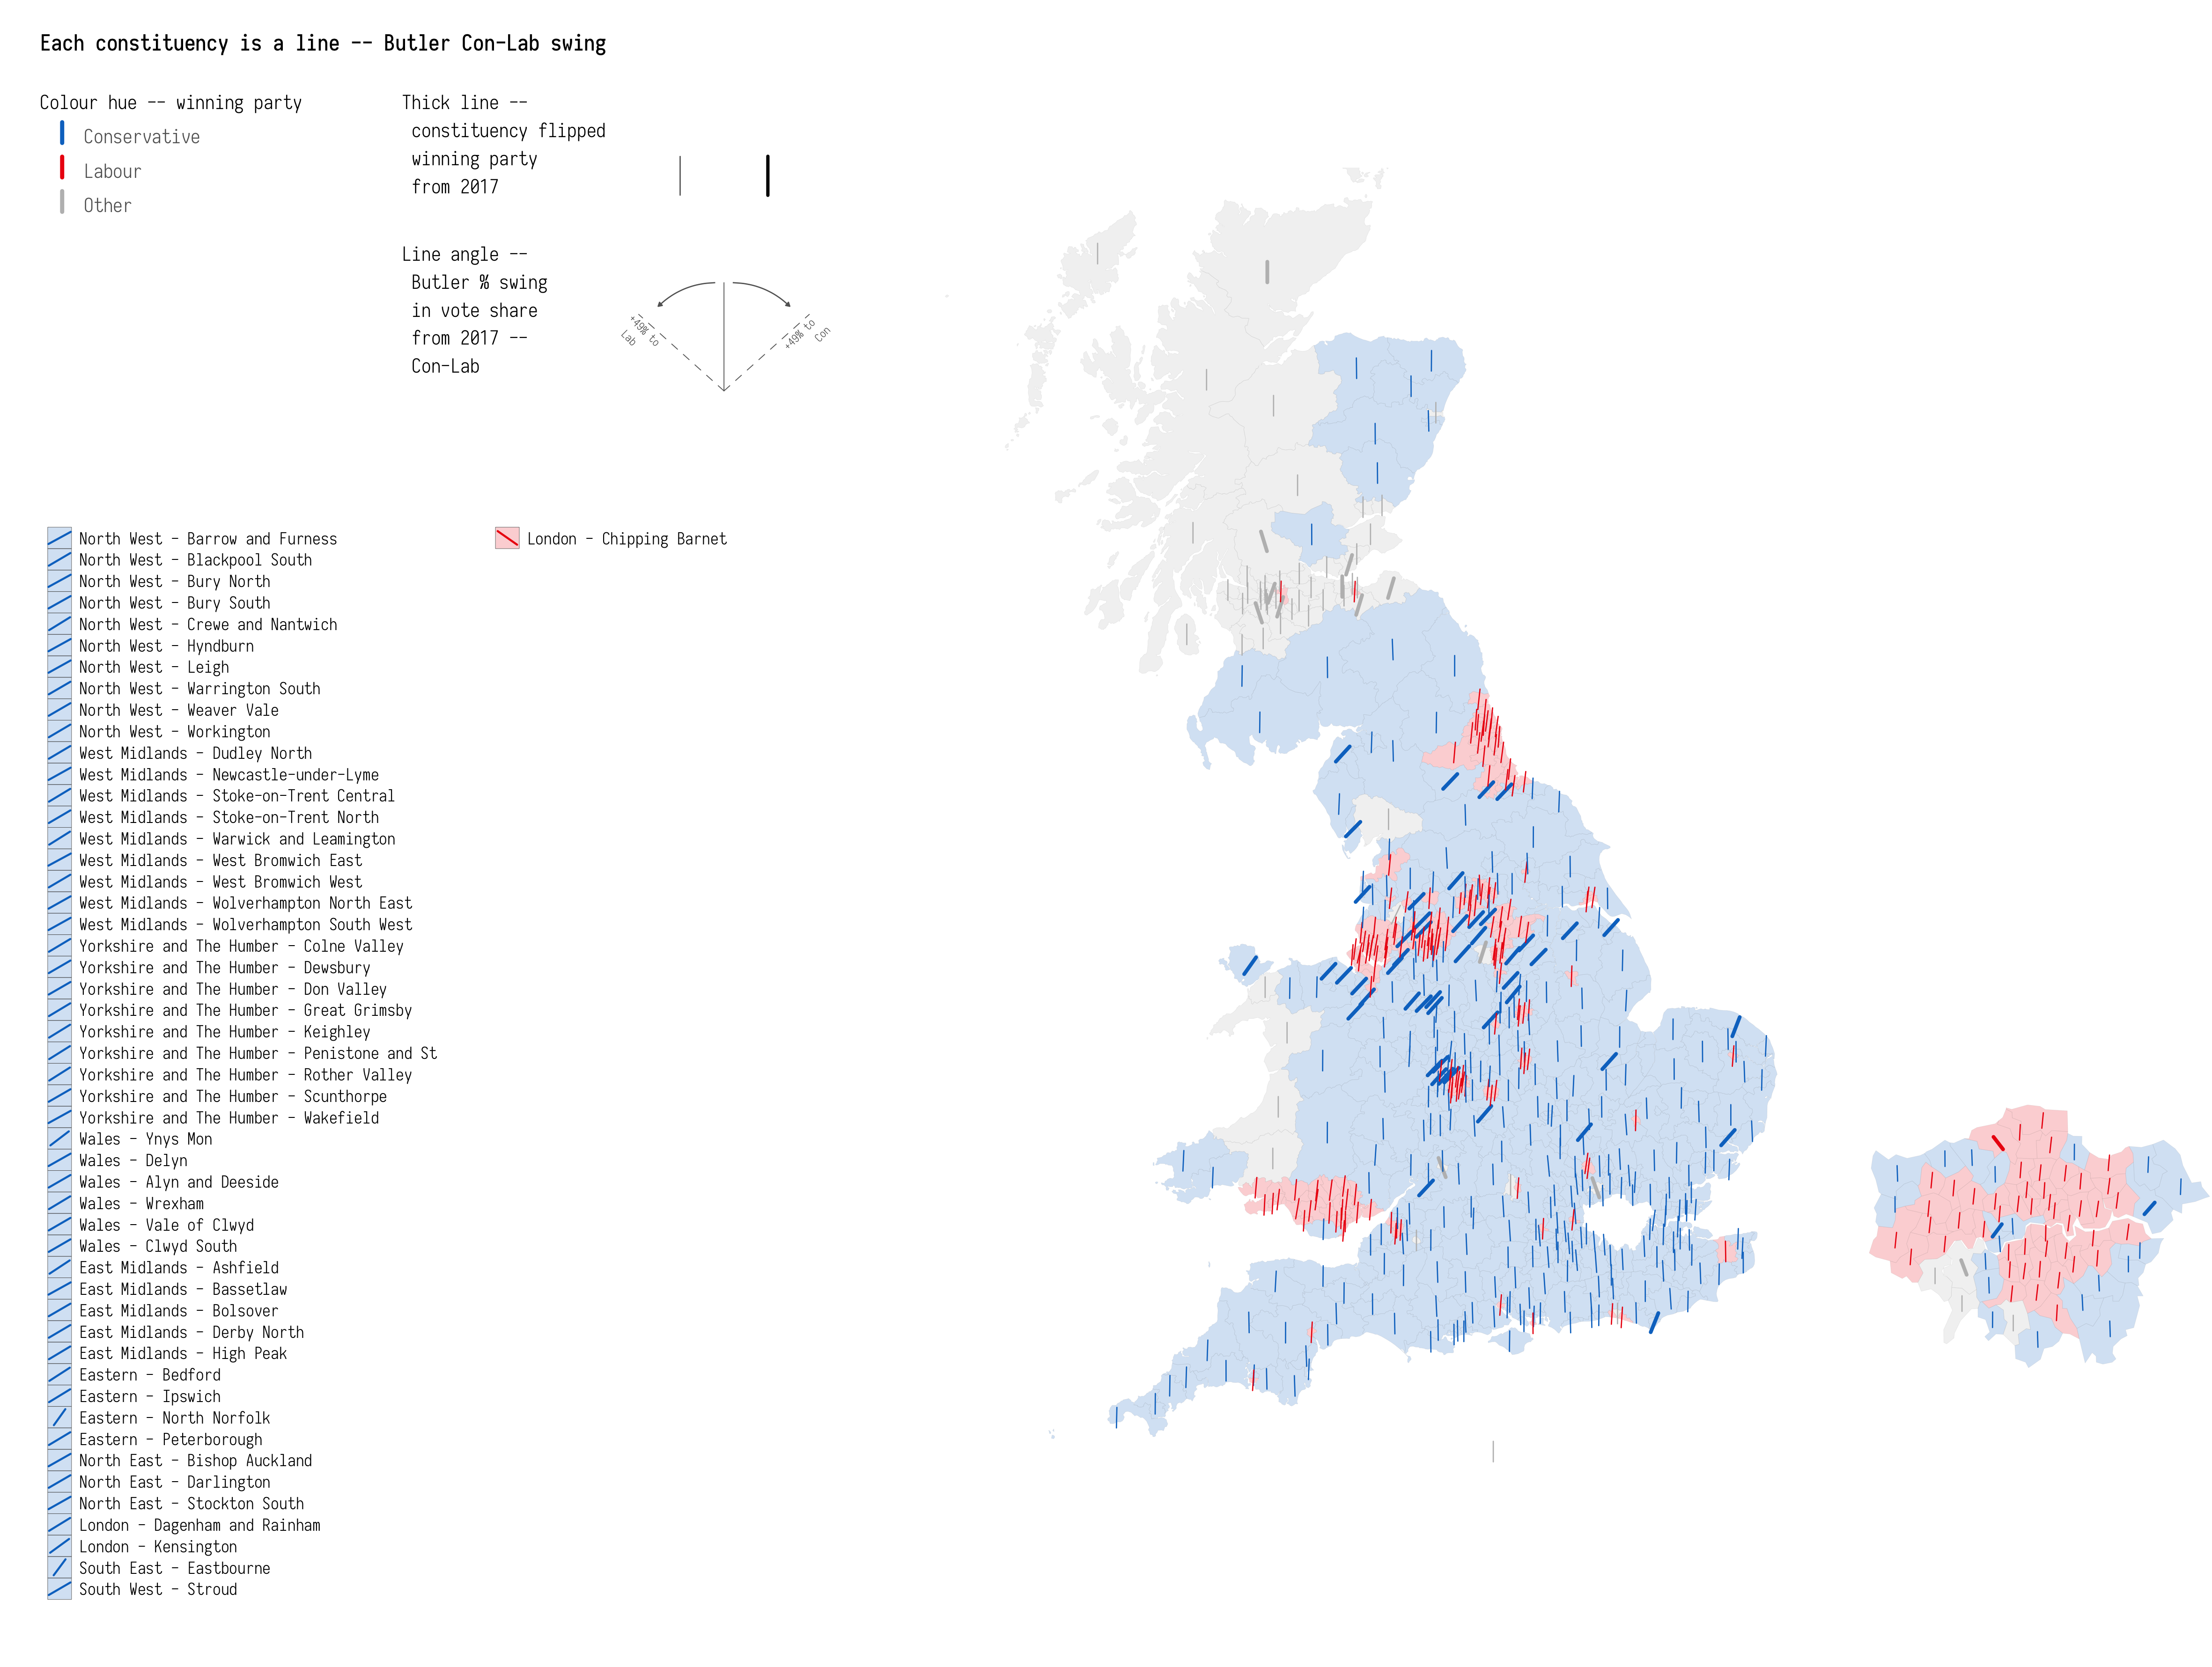 Each constituency is a line -- Butler Con-Lab swing
Colour hue -- winning party
Conservative
Labour
Other
Thick line --
constituency flipped
winning party
from 2017
Line angle --
Butler % swing
in vote share
from 2017 --
Con-Lab
+49% to
Lab
+49% to
Con
North West - Barrow and Furness
North West - Blackpool South
North West - Bury North
North West - Bury South
North West - Crewe and Nantwich
North West - Hyndburn
North West - Leigh
North West - Warrington South
North West - Weaver Vale
North West - Workington
West Midlands - Dudley North
West Midlands - Newcastle-under-Lyme
West Midlands - Stoke-on-Trent Central
West Midlands - Stoke-on-Trent North
West Midlands - Warwick and Leamington
West Midlands - West Bromwich East
West Midlands - West Bromwich West
West Midlands - Wolverhampton North East
West Midlands - Wolverhampton South West
Yorkshire and The Humber - Colne Valley
Yorkshire and The Humber - Dewsbury
Yorkshire and The Humber - Don Valley
Yorkshire and The Humber - Great Grimsby
Yorkshire and The Humber - Keighley
Yorkshire and The Humber - Penistone and St
Yorkshire and The Humber - Rother Valley
Yorkshire and The Humber - Scunthorpe
Yorkshire and The Humber - Wakefield
Wales - Ynys Mon
Wales - Delyn
Wales - Alyn and Deeside
Wales - Wrexham
Wales - Vale of Clwyd
Wales - Clwyd South
East Midlands - Ashfield
East Midlands - Bassetlaw
East Midlands - Bolsover
East Midlands - Derby North
East Midlands - High Peak
Eastern - Bedford
Eastern - Ipswich
Eastern - North Norfolk
Eastern - Peterborough
North East - Bishop Auckland
North East - Darlington
North East - Stockton South
London - Dagenham and Rainham
London - Kensington
South East - Eastbourne
South West - Stroud
London - Chipping Barnet